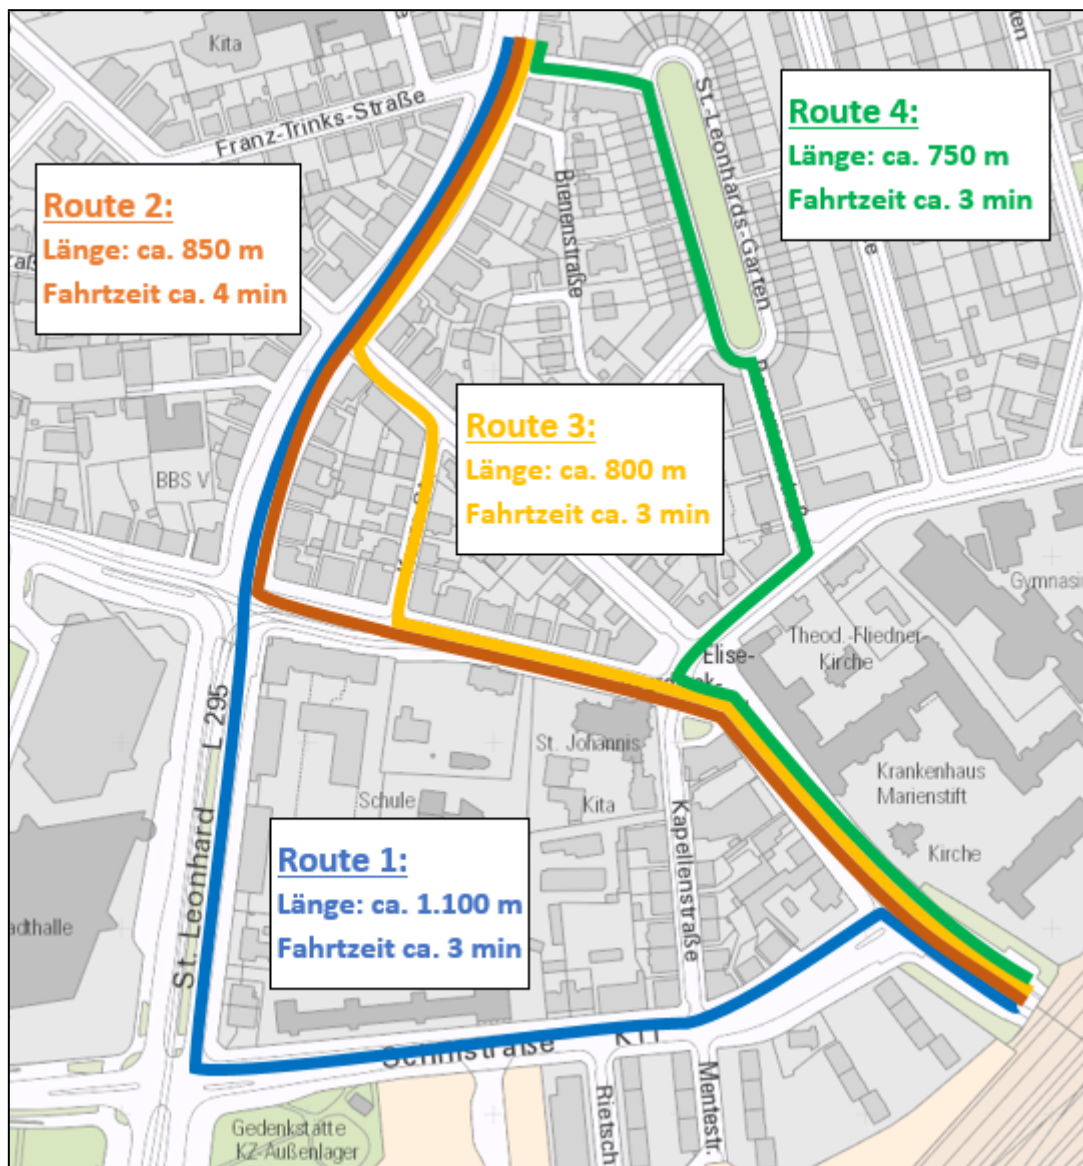 Kita
Franz-Trinks-Straße
St.-Leonhards-Garten
Bienenstraße
Route 4:
Länge: ca. 750 m
Fahrtzeit ca. 3 min
Route 2:
Länge: ca. 850 m
Fahrtzeit ca. 4 min
Route 3:
Länge: ca. 800 m
Fahrtzeit ca. 3 min
BBS V
Gymnasi
Theod.-Fliedner-
Kirche
Elise-
St. Johannis
Krankenhaus
Marienstift
Kita
Schule
Kirche
L 295
St. Leonhard
Kapellenstraße
adthalle
Route 1:
Länge: ca. 1.100 m
Fahrtzeit ca. 3 min
Mentestr.
Rietsch
Gedenkstätte
KZ-Außenlager